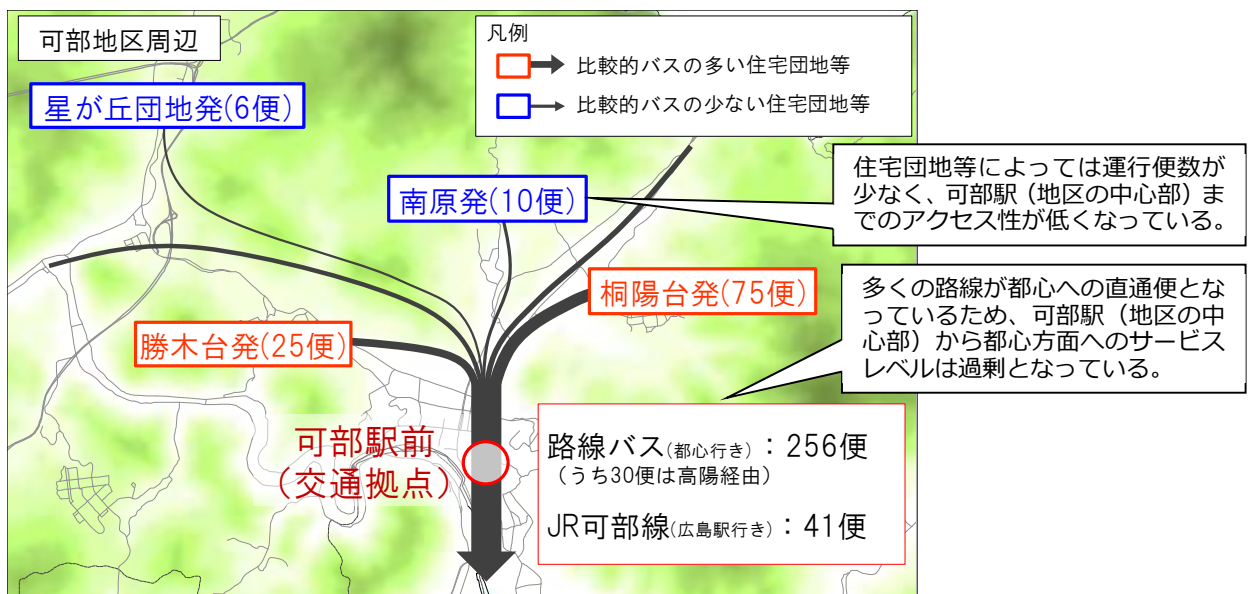 可部地区周辺
凡例
比較的バスの多い住宅団地等
比較的バスの少ない住宅団地等
星が丘団地発(6便)
南原発(10便)
住宅団地等によっては運行便数が
少なく、可部駅（地区の中心部）ま
でのアクセス性が低くなっている。
桐陽台発(75便)
多くの路線が都心への直通便とな
っているため、可部駅（地区の中
心部）から都心方面へのサービス
レベルは過剰となっている。
勝木台発(25便)
可部駅前
（交通拠点）
路線バス(都心行き)：256便
（うち30便は高陽経由）
JR可部線(広島駅行き)：41便